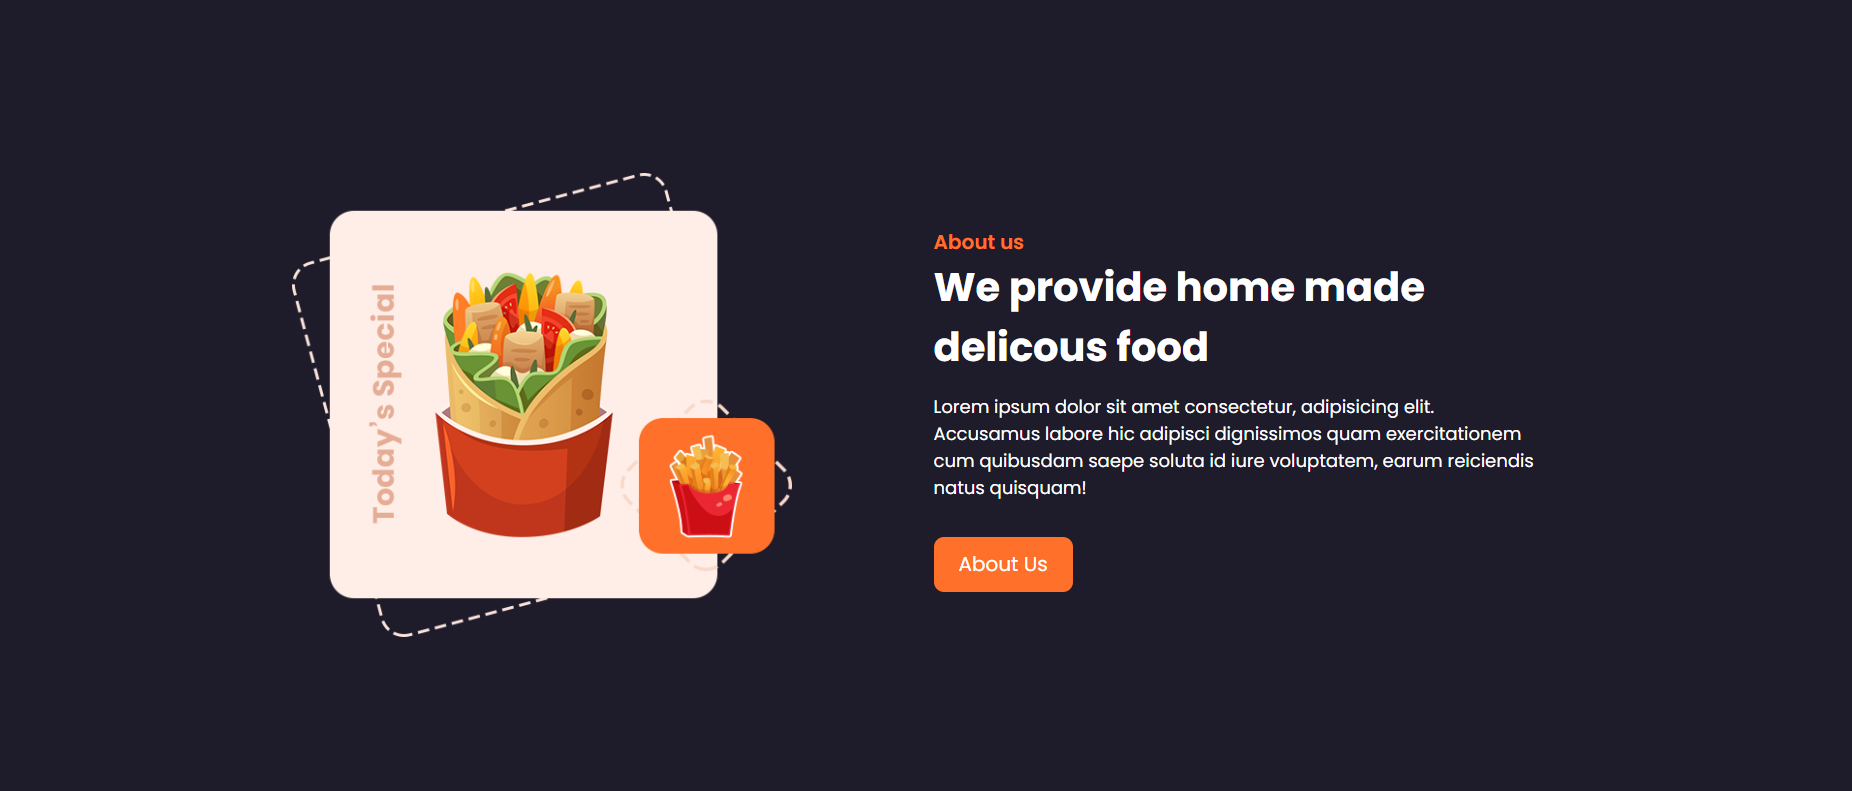 Today's Special
About us
We provide home made
delicous food
Lorem ipsum dolor sit amet consectetur, adipisicing elit.
Accusamus labore hic adipisci dignissimos quam exercitationem
cum quibusdam saepe soluta id iure voluptatem, earum reiciendis
natus quisquam!
About Us